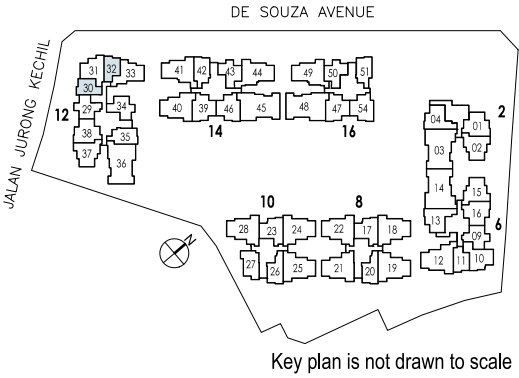 DE SOUZA AVENUE
JALAN JURONG KECHIL
31 32 33 41 42 43 44 49 50 51
30
12 29 34 40 39 46 45 48 47 54
14 16
38 35
37 36
2
04 01
03 02
14 15
13 16
6
09
12 11 10
10 8
28 23 24 22 17 18
27 26 25 21 20 19
N
Key plan is not drawn to scale